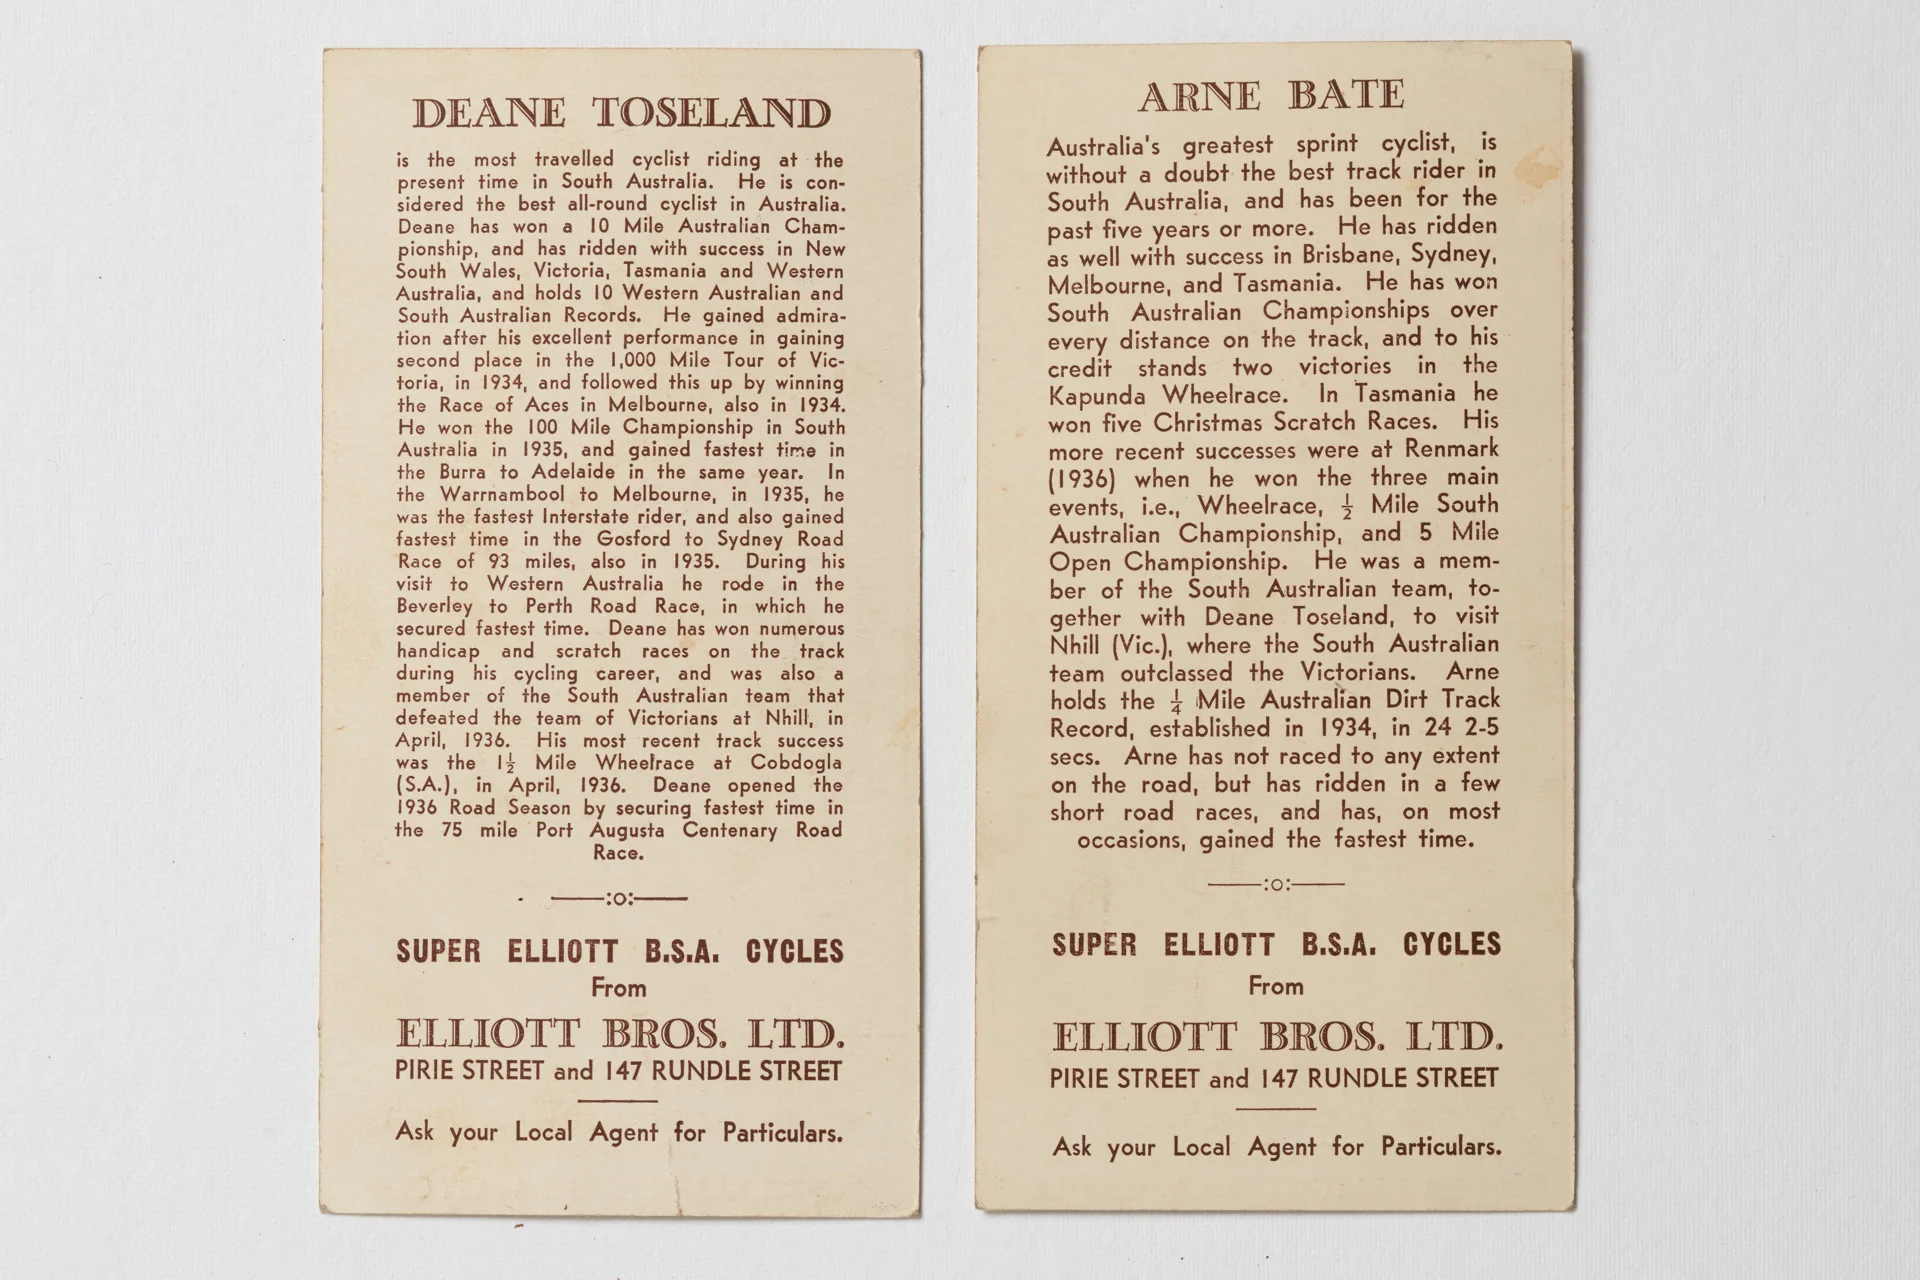 DEANE TOSELAND
is the most travelled cyclist riding at the
present time in South Australia. He is con-
sidered the best all-round cyclist in Australia.
Deane has won a 10 Mile Australian Cham-
pionship, and has ridden with success in New
South Wales, Victoria, Tasmania and Western
Australia, and holds 10 Western Australian and
South Australian Records. He gained admira-
tion after his excellent performance in gaining
second place in the 1,000 Mile Tour of Vic-
toria, in 1934, and followed this up by winning
the Race of Aces in Melbourne, also in 1934.
He won the 100 Mile Championship in South
Australia in 1935, and gained fastest time in
the Burra to Adelaide in the same year. In
the Warrnambool to Melbourne, in 1935, he
was the fastest Interstate rider, and also gained
fastest time in the Gosford to Sydney Road
Race of 93 miles, also in 1935. During his
visit to Western Australia he rode in the
Beverley to Perth Road Race, in which he
secured fastest time. Deane has won numerous
handicap and scratch races on the track
during his cycling career, and was also a
member of the South Australian team that
defeated the team of Victorians at Nhill, in
April, 1936. His most recent track success
was the 1½ Mile Wheelrace at Cobdogla
(S.A.), in April, 1936. Deane opened the
1936 Road Season by securing fastest time in
the 75 mile Port Augusta Centenary Road
Race.
——:o:——
SUPER ELLIOTT B.S.A. CYCLES
From
ELLIOTT BROS. LTD.
PIRIE STREET and 147 RUNDLE STREET
Ask your Local Agent for Particulars.
ARNE BATE
Australia's greatest sprint cyclist, is
without a doubt the best track rider in
South Australia, and has been for the
past five years or more. He has ridden
as well with success in Brisbane, Sydney,
Melbourne, and Tasmania. He has won
South Australian Championships over
every distance on the track, and to his
credit stands two victories in the
Kapunda Wheelrace. In Tasmania he
won five Christmas Scratch Races. His
more recent successes were at Renmark
(1936) when he won the three main
events, i.e., Wheelrace, ½ Mile South
Australian Championship, and 5 Mile
Open Championship. He was a mem-
ber of the South Australian team, to-
gether with Deane Toseland, to visit
Nhill (Vic.), where the South Australian
team outclassed the Victorians. Arne
holds the ¼ Mile Australian Dirt Track
Record, established in 1934, in 24 2-5
secs. Arne has not raced to any extent
on the road, but has ridden in a few
short road races, and has, on most
occasions, gained the fastest time.
——:o:——
SUPER ELLIOTT B.S.A. CYCLES
From
ELLIOTT BROS. LTD.
PIRIE STREET and 147 RUNDLE STREET
Ask your Local Agent for Particulars.